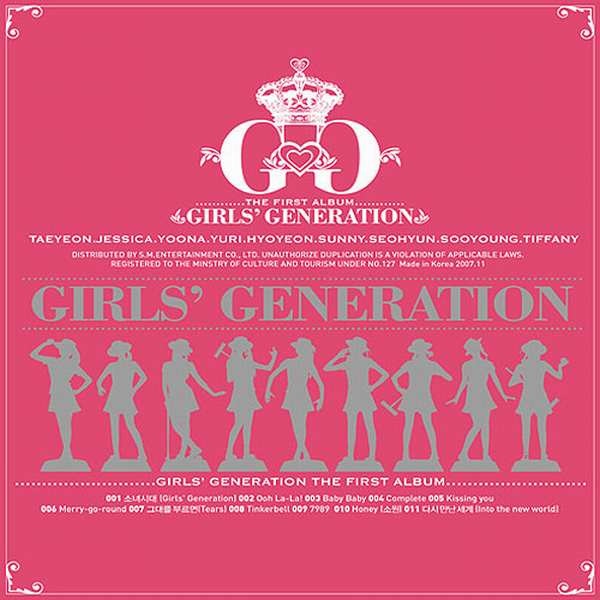 GG
THE FIRST ALBUM
GIRLS' GENERATION
TAEYEON.JESSICA.YOONA.YURI.HYOYEON.SUNNY.SEOHYUN.SOOYOUNG.TIFFANY
DISTRIBUTED BY S.M.ENTERTAINMENT CO., LTD. UNAUTHORIZE DUPLICATION IS A VIOLATION OF APPLICABLE LAWS.
REGISTERED TO THE MINSTRY OF CULTURE AND TOURISM UNDER NO.127 Made in Korea 2007.11
GIRLS' GENERATION
GIRLS' GENERATION THE FIRST ALBUM
001 소녀시대 (Girls' Generation) 002 Ooh La-La! 003 Baby Baby 004 Complete 005 Kissing you
006 Merry-go-round 007 그대를 부르면(Tears) 008 Tinkerbell 009 7989 010 Honey (소원) 011 다시 만난 세계 (Into the new world)